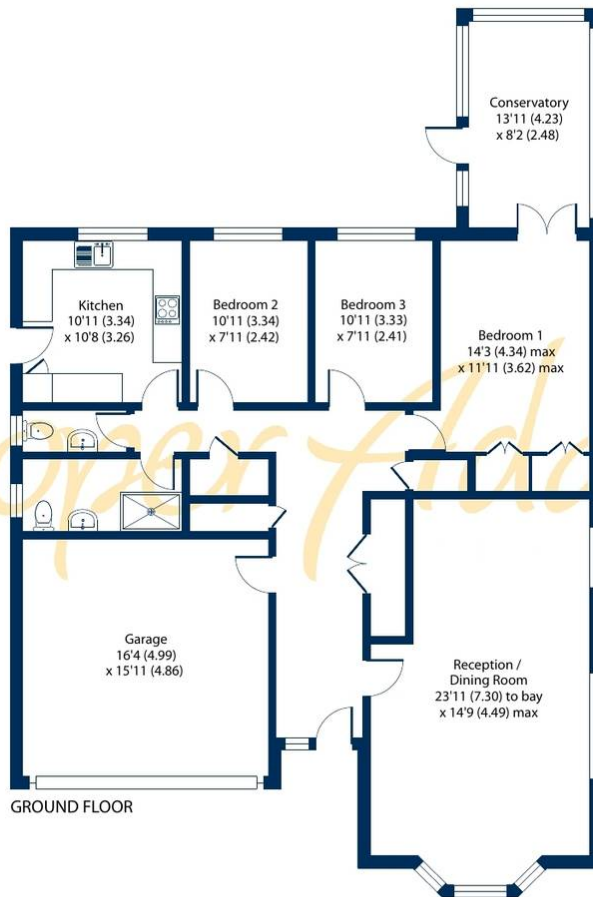 Conservatory
13'11 (4.23)
x 8'2 (2.48)
Kitchen
10'11 (3.34)
x 10'8 (3.26)
Bedroom 2
10'11 (3.34)
x 7'11 (2.42)
Bedroom 3
10'11 (3.33)
x 7'11 (2.41)
Bedroom 1
14'3 (4.34) max
x 11'11 (3.62) max
Garage
16'4 (4.99)
x 15'11 (4.86)
Reception /
Dining Room
23'11 (7.30) to bay
x 14'9 (4.49) max
GROUND FLOOR